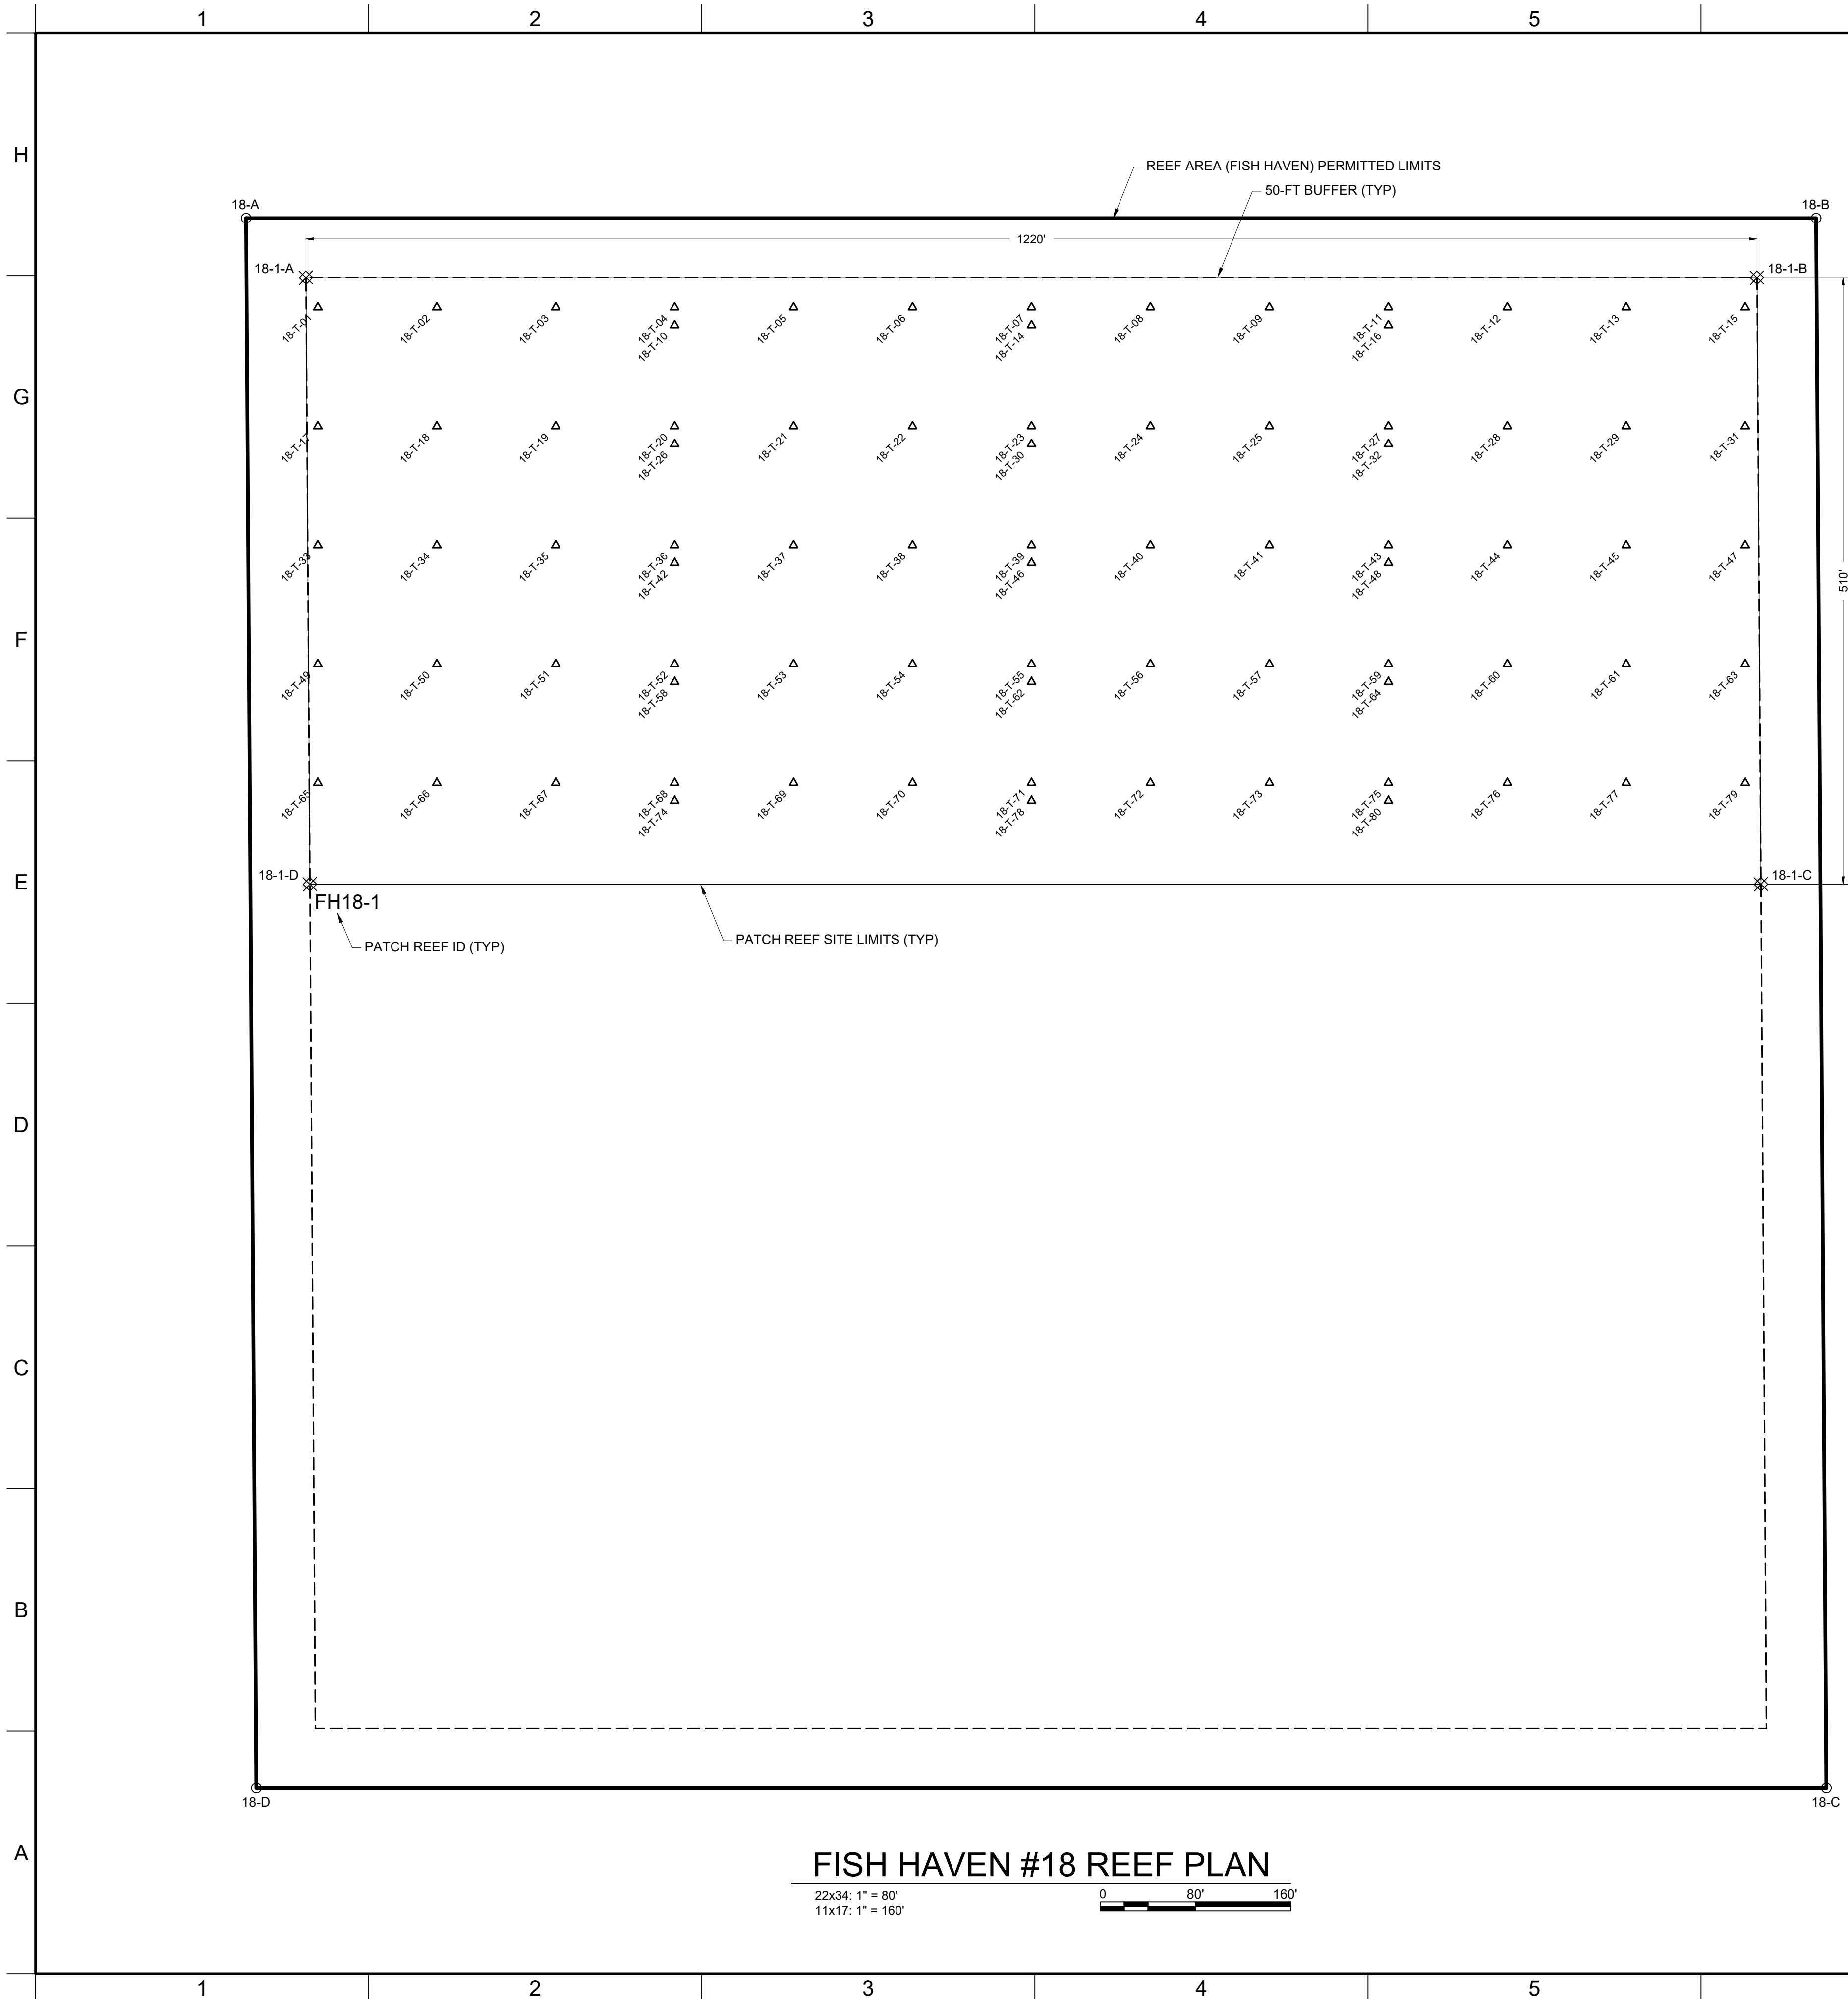 1 2 3 4 5
H
REEF AREA (FISH HAVEN) PERMITTED LIMITS
50-FT BUFFER (TYP)
18-A 18-B
1220'
18-1-A 18-1-B
18-T-01 18-T-02 18-T-03 18-T-04 18-T-05 18-T-06 18-T-07 18-T-08 18-T-09 18-T-11 18-T-12 18-T-13 18-T-15
18-T-10 18-T-14 18-T-16
G
18-T-17 18-T-18 18-T-19 18-T-20 18-T-21 18-T-22 18-T-23 18-T-24 18-T-25 18-T-27 18-T-28 18-T-29 18-T-31
18-T-26 18-T-30 18-T-32
18-T-33 18-T-34 18-T-35 18-T-36 18-T-37 18-T-38 18-T-39 18-T-40 18-T-41 18-T-43 18-T-44 18-T-45 18-T-47
18-T-42 18-T-46 18-T-48
510'
F
18-T-49 18-T-50 18-T-51 18-T-52 18-T-53 18-T-54 18-T-55 18-T-56 18-T-57 18-T-59 18-T-60 18-T-61 18-T-63
18-T-58 18-T-62 18-T-64
18-T-65 18-T-66 18-T-67 18-T-68 18-T-69 18-T-70 18-T-71 18-T-72 18-T-73 18-T-75 18-T-76 18-T-77 18-T-79
18-T-74 18-T-78 18-T-80
E
18-1-D 18-1-C
FH18-1
PATCH REEF ID (TYP)
PATCH REEF SITE LIMITS (TYP)
D
C
B
18-D 18-C
A
FISH HAVEN #18 REEF PLAN
22x34: 1" = 80'
11x17: 1" = 160'
0 80' 160'
1 2 3 4 5